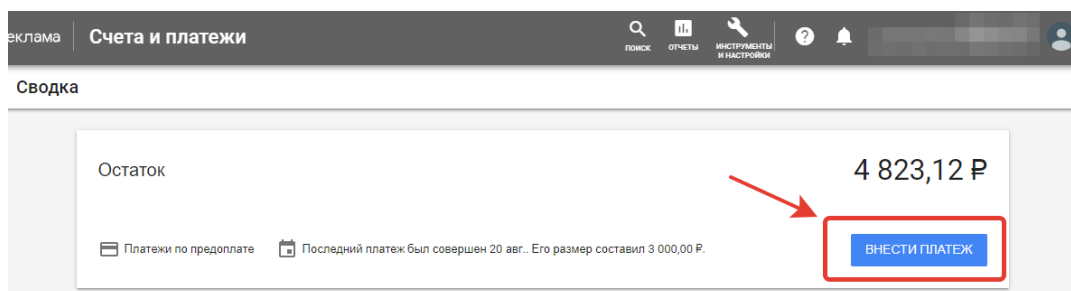 еклама
Счета и платежи
ПОИСК
ОТЧЕТЫ
ИНСТРУМЕНТЫ
И НАСТРОЙКИ
Сводка
Остаток
4 823,12 ₽
Платежи по предоплате
Последний платеж был совершен 20 авг.. Его размер составил 3 000,00 ₽.
ВНЕСТИ ПЛАТЕЖ